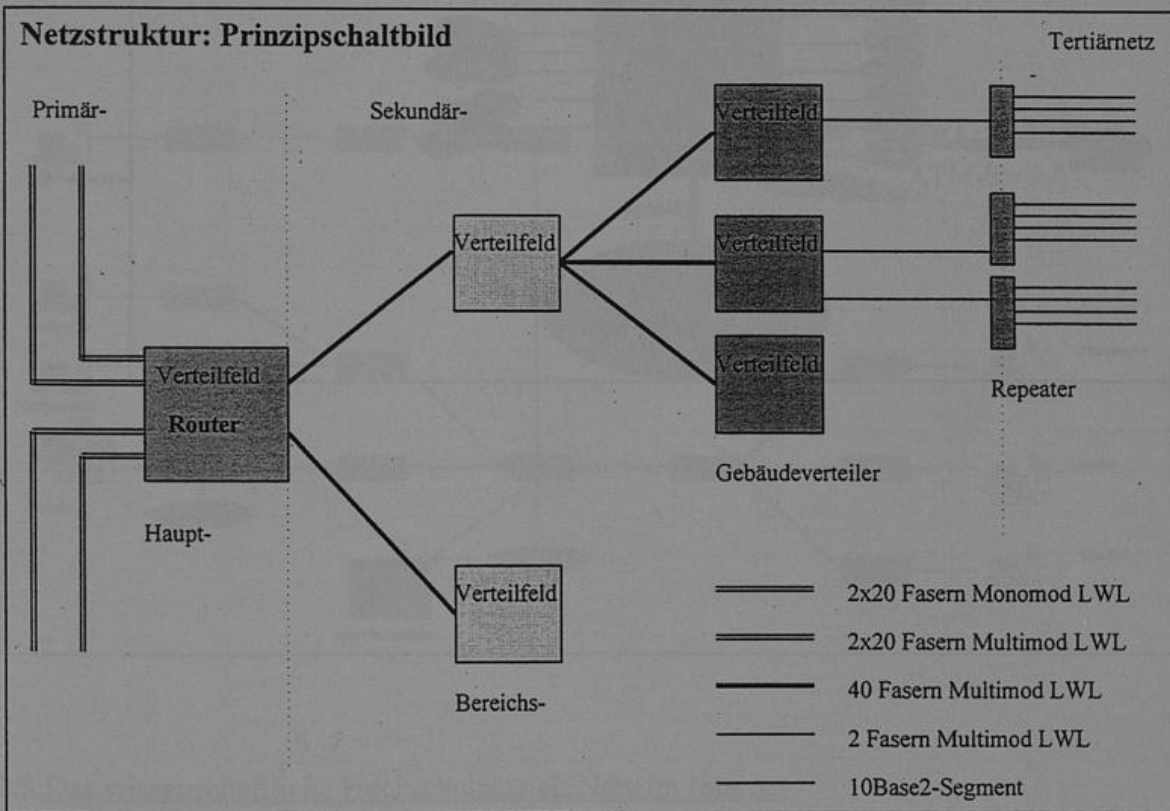 Netzstruktur: Prinzipschaltbild
Tertiärnetz
Primär-
Sekundär-
Verteilfeld
Verteilfeld
Verteilfeld
Verteilfeld
Verteilfeld
Router
Repeater
Gebäudeverteiler
Haupt-
Verteilfeld
Bereichs-
2x20 Fasern Monomod LWL
2x20 Fasern Multimod LWL
40 Fasern Multimod LWL
2 Fasern Multimod LWL
10Base2-Segment